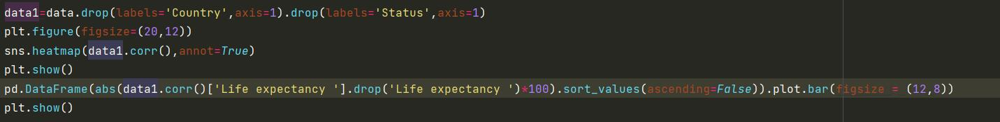 data1=data.drop(labels='Country',axis=1).drop(labels='Status',axis=1)
plt.figure(figsize=(20,12))
sns.heatmap(data1.corr(),annot=True)
plt.show()
pd.DataFrame(abs(data1.corr()['Life expectancy '].drop('Life expectancy ')*100).sort_values(ascending=False)).plot.bar(figsize = (12,8))
plt.show()